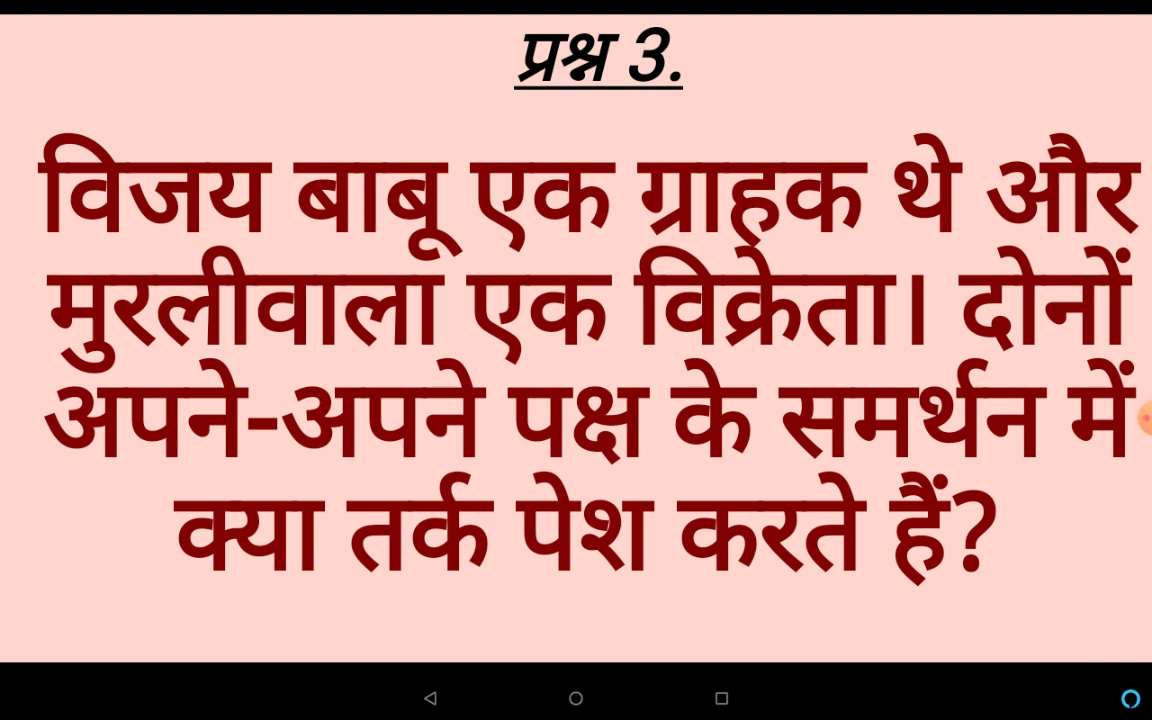 प्रश्न 3.
विजय बाबू एक ग्राहक थे और
मुरलीवाला एक विक्रेता। दोनों
अपने-अपने पक्ष के समर्थन में
क्या तर्क पेश करते हैं?